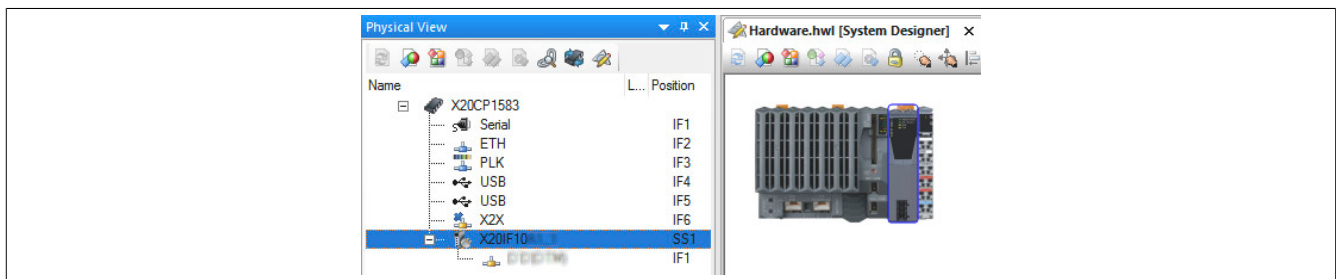 Physical View
Hardware.hwl [System Designer]
Name L... Position
X20CP1583
Serial IF1
ETH IF2
PLK IF3
USB IF4
USB IF5
X2X IF6
SS1
IF1